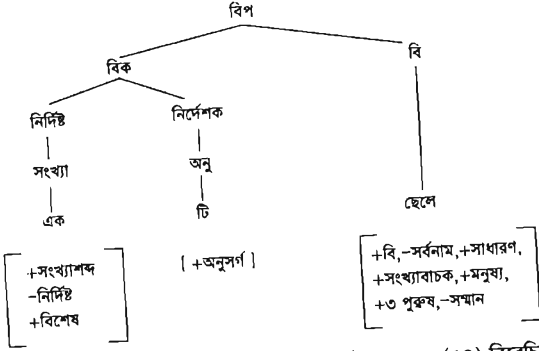 বিপ
বিক বি
নির্দিষ্ট নির্দেশক
সংখ্যা অনু
এক টি ছেলে
+সংখ্যাশব্দ
-নির্দিষ্ট
+বিশেষ
[ +অনুসর্গ ]
+বি,-সর্বনাম,+সাধারণ,
+সংখ্যাবাচক,+মনুষ্য,
+৩ পুরুষ,-সম্মান